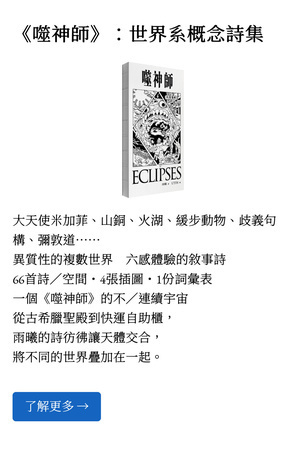 《噬神師》：世界系概念詩集
噬神師
ECLIPSES
大天使米加菲、山銅、火湖、緩步動物、歧義句
構、彌敦道⋯⋯
異質性的複數世界　六感體驗的敘事詩
66首詩／空間・4張插圖・1份詞彙表
一個《噬神師》的不／連續宇宙
從古希臘聖殿到快運自助櫃，
雨曦的詩彷彿讓天體交合，
將不同的世界疊加在一起。
了解更多→